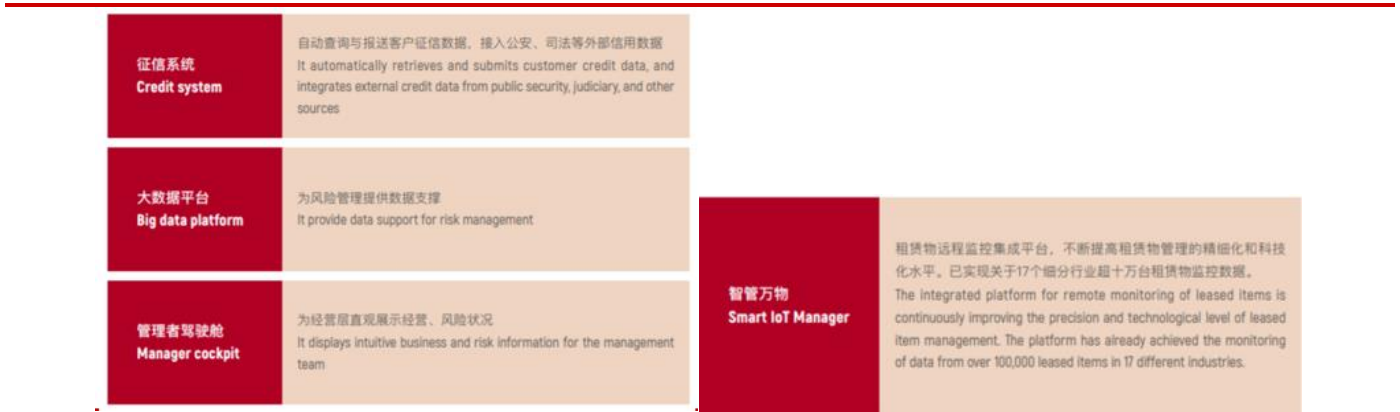 征信系统
Credit system
自动查询与报送客户征信数据，接入公安、司法等外部信用数据
It automatically retrieves and submits customer credit data, and
integrates external credit data from public security, judiciary, and other
sources
大数据平台
Big data platform
为风险管理提供数据支撑
It provide data support for risk management
管理者驾驶舱
Manager cockpit
为经营层直观展示经营、风险状况
It displays intuitive business and risk information for the management
team
智管万物
Smart IoT Manager
租赁物远程监控集成平台，不断提高租赁物管理的精细化和科技
化水平。已实现关于17个细分行业超十万台租赁物监控数据。
The integrated platform for remote monitoring of leased items is
continuously improving the precision and technological level of leased
item management. The platform has already achieved the monitoring
of data from over 100,000 leased items in 17 different industries.